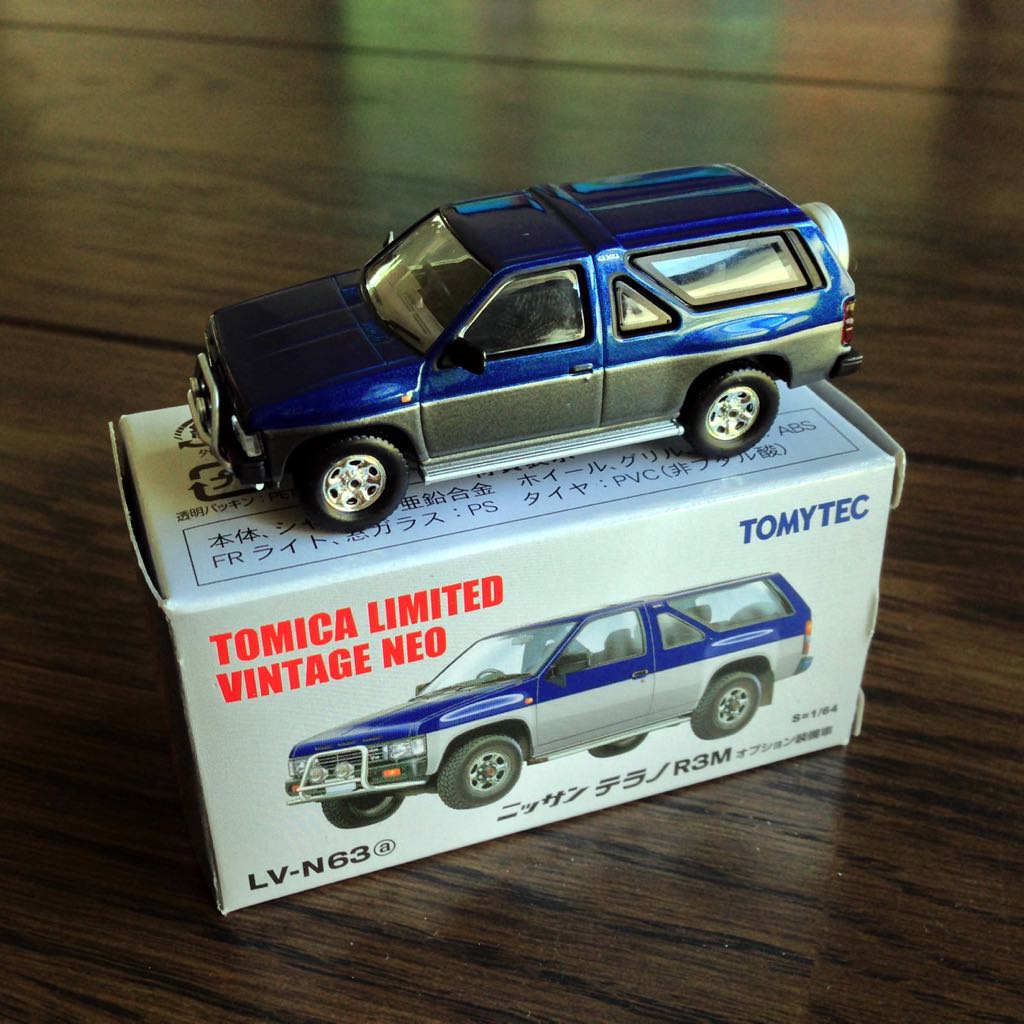 透明パッキン:PE
亜鉛合金 ホイール、グリル
ABS
本体、シャ
タイヤ:PVC(非フタル酸)
FR ライト、窓ガラス:PS
TOMYTEC
TOMICA LIMITED
VINTAGE NEO
S=1/64
ニッサン テラノ R3M オプション装備車
LV-N63ⓐ